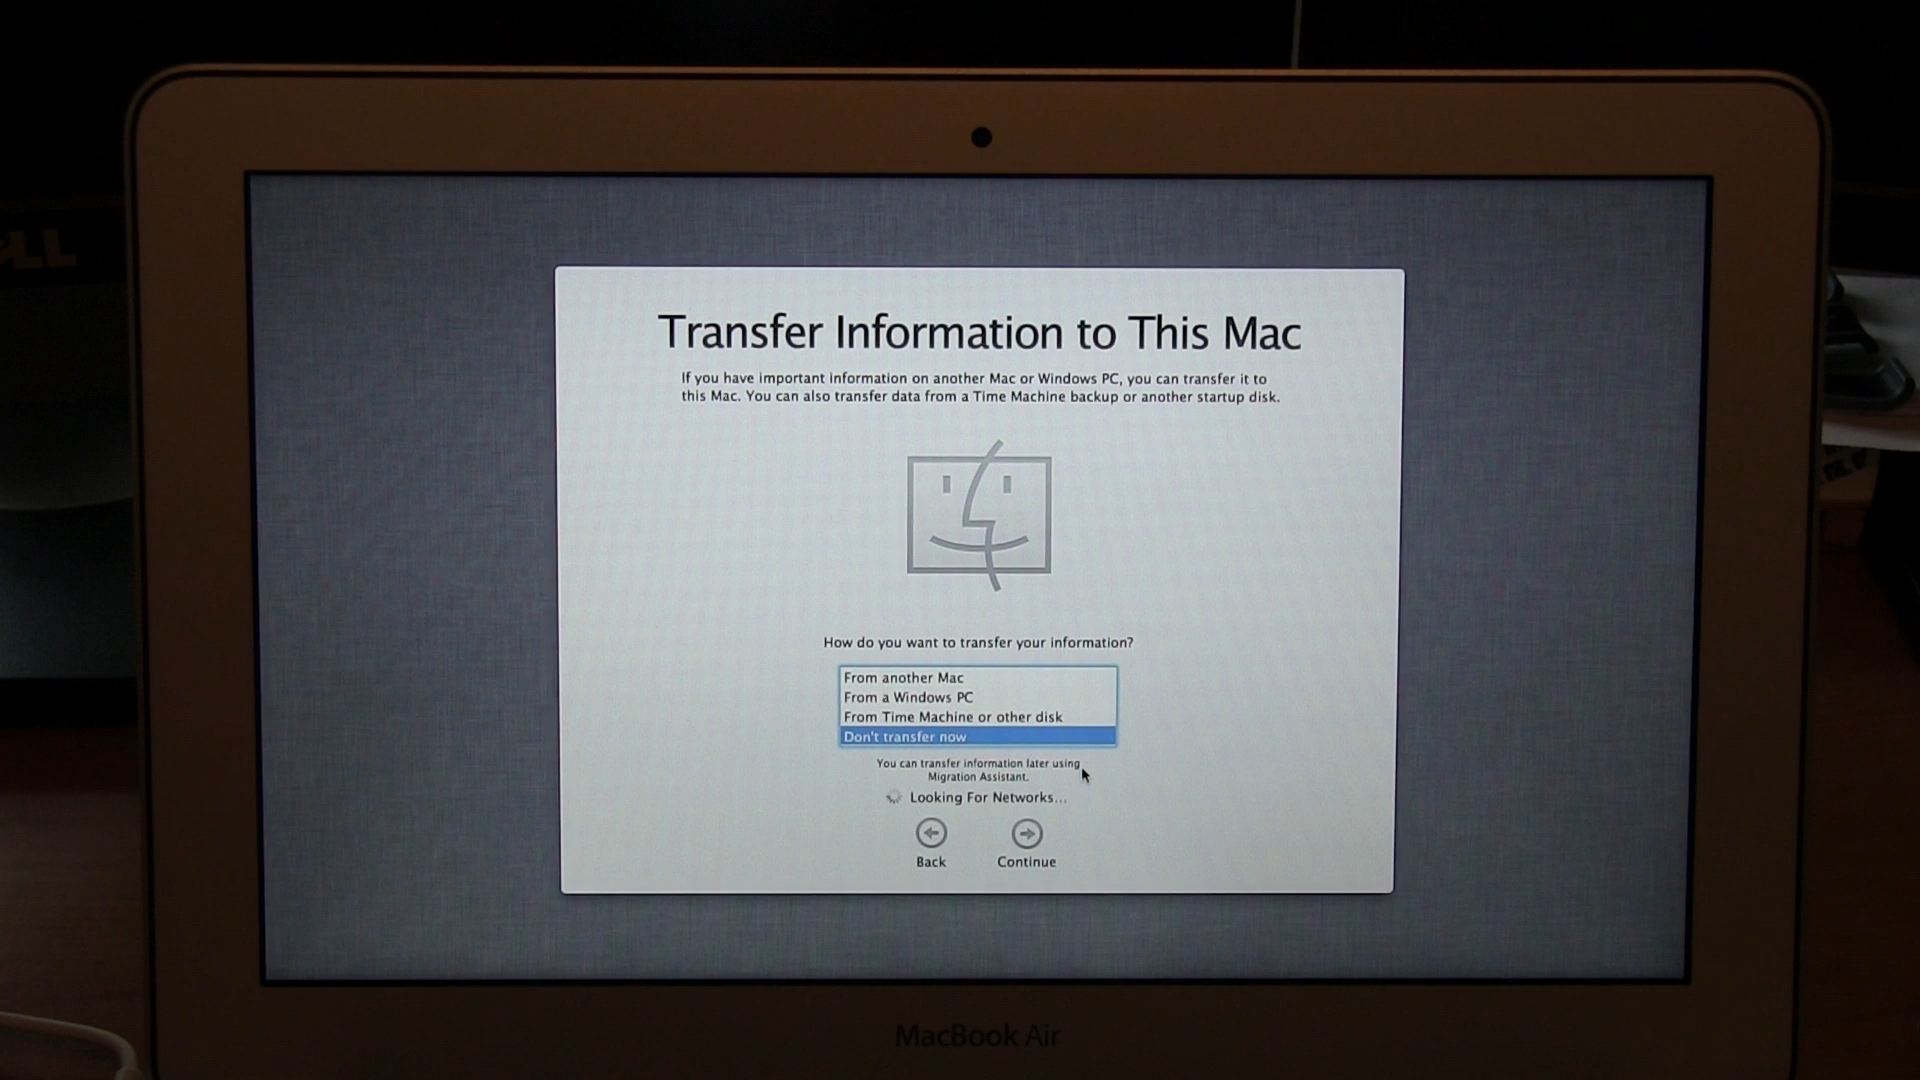 Transfer Information to This Mac
If you have important information on another Mac or Windows PC, you can transfer it to
this Mac. You can also transfer data from a Time Machine backup or another startup disk.
How do you want to transfer your information?
From another Mac
From a Windows PC
From Time Machine or other disk
Don't transfer now
You can transfer information later using
Migration Assistant.
Looking For Networks...
Back
Continue
MacBook Air